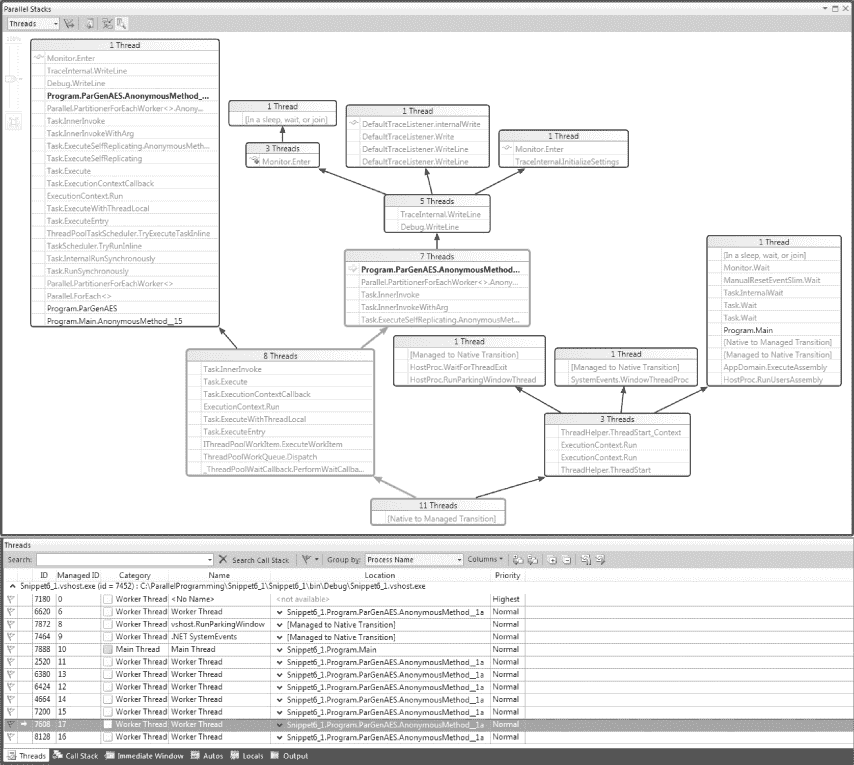 Parallel Stacks
Threads
100%
1 Thread
Monitor.Enter
TraceInternal.WriteLine
Debug.WriteLine
Program.ParGenAES.AnonymousMethod_...
Parallel.PartitionerForEachWorker<>.Anony...
Task.InnerInvoke
Task.InnerInvokeWithArg
Task.ExecuteSelfReplicating.AnonymousMeth...
Task.ExecuteSelfReplicating
Task.Execute
Task.ExecutionContextCallback
ExecutionContext.Run
Task.ExecuteWithThreadLocal
Task.ExecuteEntry
ThreadPoolTaskScheduler.TryExecuteTaskInline
TaskScheduler.TryRunInline
Task.InternalRunSynchronously
Task.RunSynchronously
Parallel.PartitionerForEachWorker<>
Parallel.ForEach<>
Program.ParGenAES
Program.Main.AnonymousMethod__15
1 Thread
[In a sleep, wait, or join]
3 Threads
Monitor.Enter
1 Thread
DefaultTraceListener.internalWrite
DefaultTraceListener.Write
DefaultTraceListener.WriteLine
DefaultTraceListener.WriteLine
1 Thread
Monitor.Enter
TraceInternal.InitializeSettings
5 Threads
TraceInternal.WriteLine
Debug.WriteLine
7 Threads
Program.ParGenAES.AnonymousMethod...
Parallel.PartitionerForEachWorker<>.Anony...
Task.InnerInvoke
Task.InnerInvokeWithArg
Task.ExecuteSelfReplicating.AnonymousMet...
1 Thread
[In a sleep, wait, or join]
Monitor.Wait
ManualResetEventSlim.Wait
Task.InternalWait
Task.Wait
Task.Wait
Program.Main
[Native to Managed Transition]
[Managed to Native Transition]
AppDomain.ExecuteAssembly
HostProc.RunUsersAssembly
8 Threads
Task.InnerInvoke
Task.Execute
Task.ExecutionContextCallback
ExecutionContext.Run
Task.ExecuteWithThreadLocal
Task.ExecuteEntry
IThreadPoolWorkItem.ExecuteWorkItem
ThreadPoolWorkQueue.Dispatch
_ThreadPoolWaitCallback.PerformWaitCallba...
1 Thread
[Managed to Native Transition]
HostProc.WaitForThreadExit
HostProc.RunParkingWindowThread
1 Thread
[Managed to Native Transition]
SystemEvents.WindowThreadProc
3 Threads
ThreadHelper.ThreadStart_Context
ExecutionContext.Run
ExecutionContext.Run
ThreadHelper.ThreadStart
11 Threads
[Native to Managed Transition]
Threads
Search: Search Call Stack Group by: Process Name Columns
ID Managed ID Category Name Location Priority
Snippet6_1.vshost.exe (id = 7452) : C:\ParallelProgramming\Snippet6_1\Snippet6_1\bin\Debug\Snippet6_1.vshost.exe
7180 0 Worker Thread <No Name> <not available> Highest
6620 6 Worker Thread Worker Thread Snippet6_1.Program.ParGenAES.AnonymousMethod__1a Normal
7872 8 Worker Thread vshost.RunParkingWindow [Managed to Native Transition] Normal
7464 9 Worker Thread .NET SystemEvents [Managed to Native Transition] Normal
7888 10 Main Thread Main Thread Snippet6_1.Program.Main Normal
2520 11 Worker Thread Worker Thread Snippet6_1.Program.ParGenAES.AnonymousMethod__1a Normal
6380 13 Worker Thread Worker Thread Snippet6_1.Program.ParGenAES.AnonymousMethod__1a Normal
6424 12 Worker Thread Worker Thread Snippet6_1.Program.ParGenAES.AnonymousMethod__1a Normal
4664 14 Worker Thread Worker Thread Snippet6_1.Program.ParGenAES.AnonymousMethod__1a Normal
7200 15 Worker Thread Worker Thread Snippet6_1.Program.ParGenAES.AnonymousMethod__1a Normal
7608 17 Worker Thread Worker Thread Snippet6_1.Program.ParGenAES.AnonymousMethod__1a Normal
8128 16 Worker Thread Worker Thread Snippet6_1.Program.ParGenAES.AnonymousMethod__1a Normal
Threads Call Stack Immediate Window Autos Locals Output